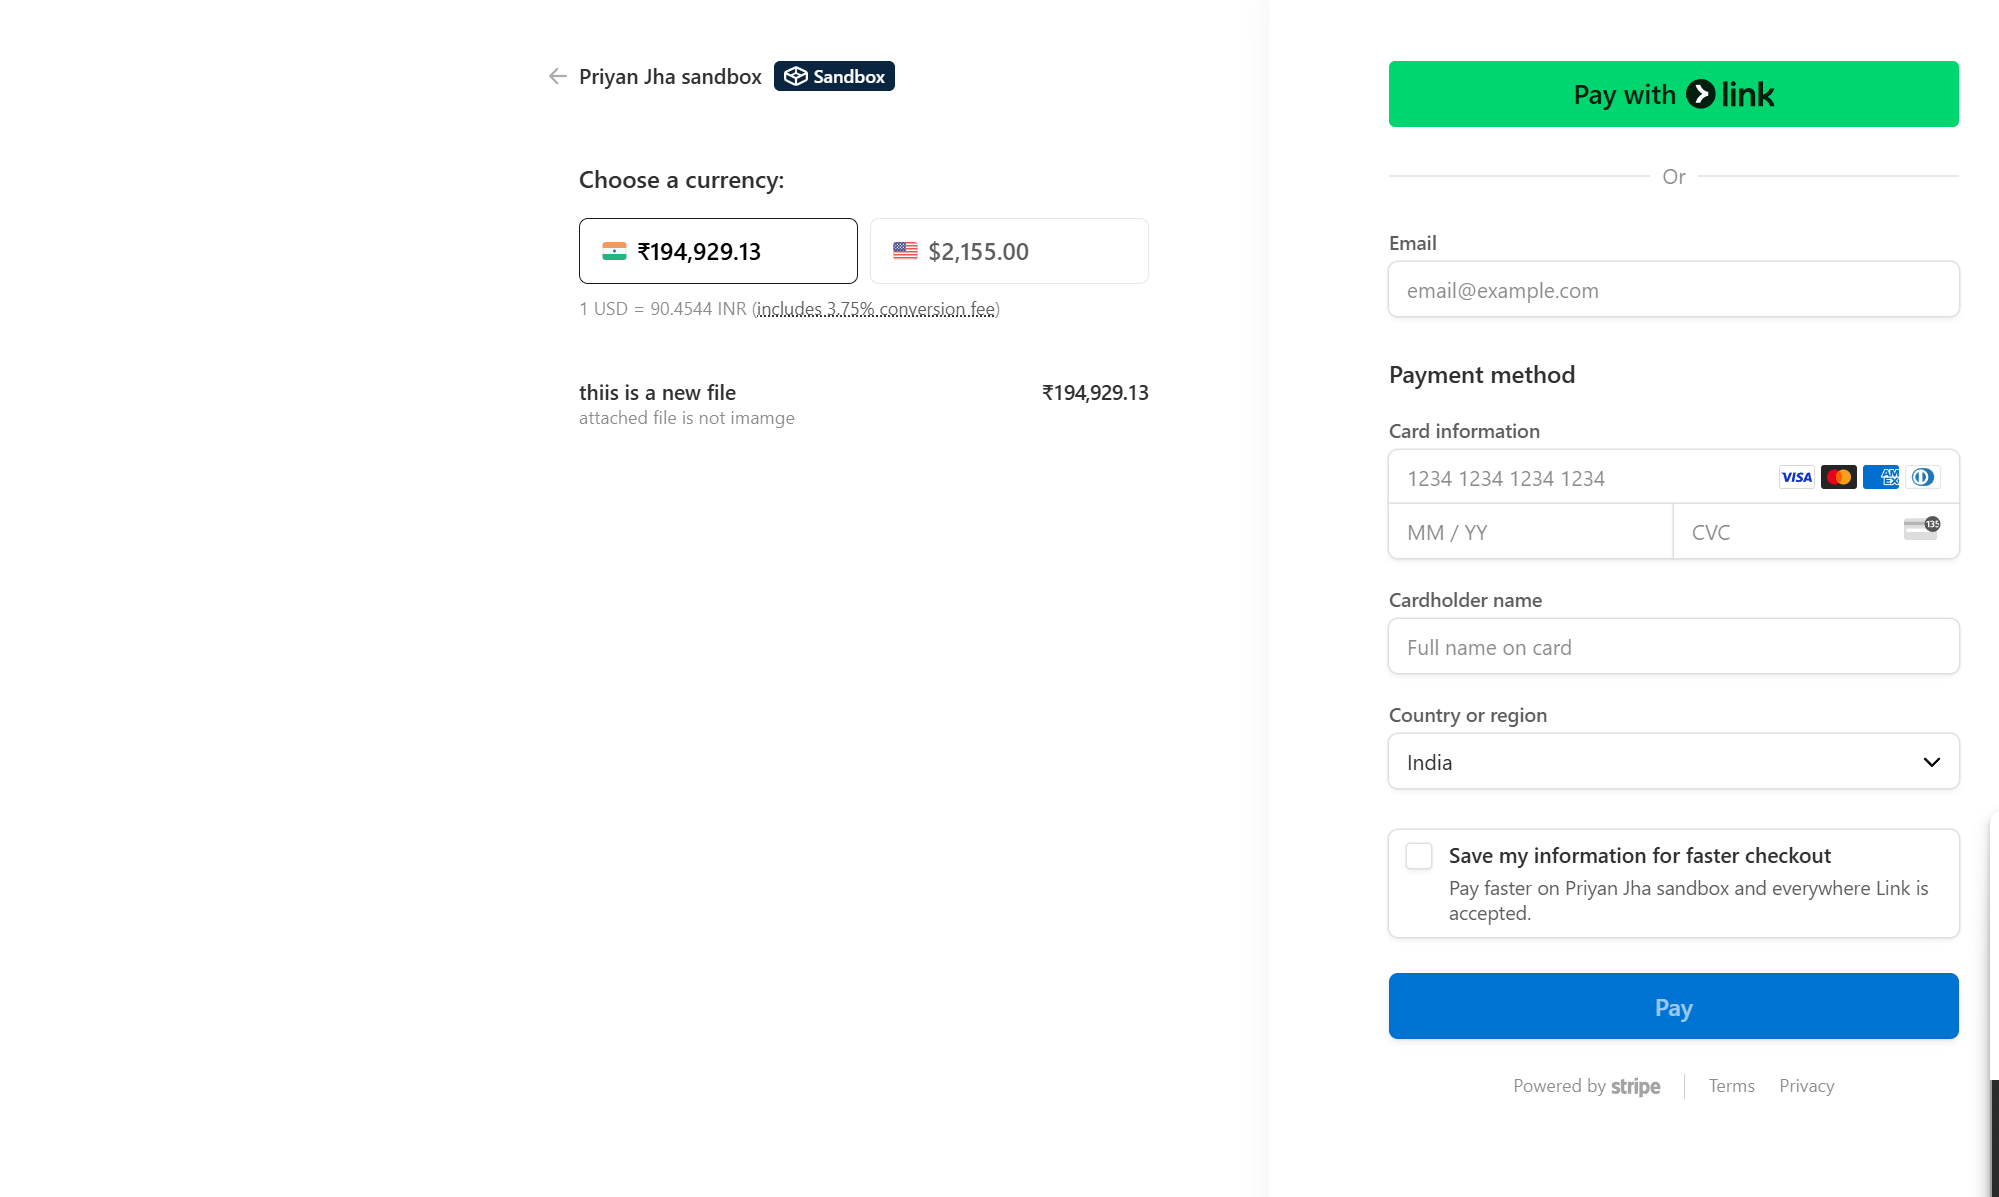 Priyan Jha sandbox Sandbox
Choose a currency:
₹194,929.13 $2,155.00
1 USD = 90.4544 INR (includes 3.75% conversion fee)
thiis is a new file ₹194,929.13
attached file is not imamge
Pay with link
Or
Email
email@example.com
Payment method
Card information
1234 1234 1234 1234 VISA AMEX
MM / YY CVC 135
Cardholder name
Full name on card
Country or region
India
Save my information for faster checkout
Pay faster on Priyan Jha sandbox and everywhere Link is
accepted.
Pay
Powered by stripe Terms Privacy